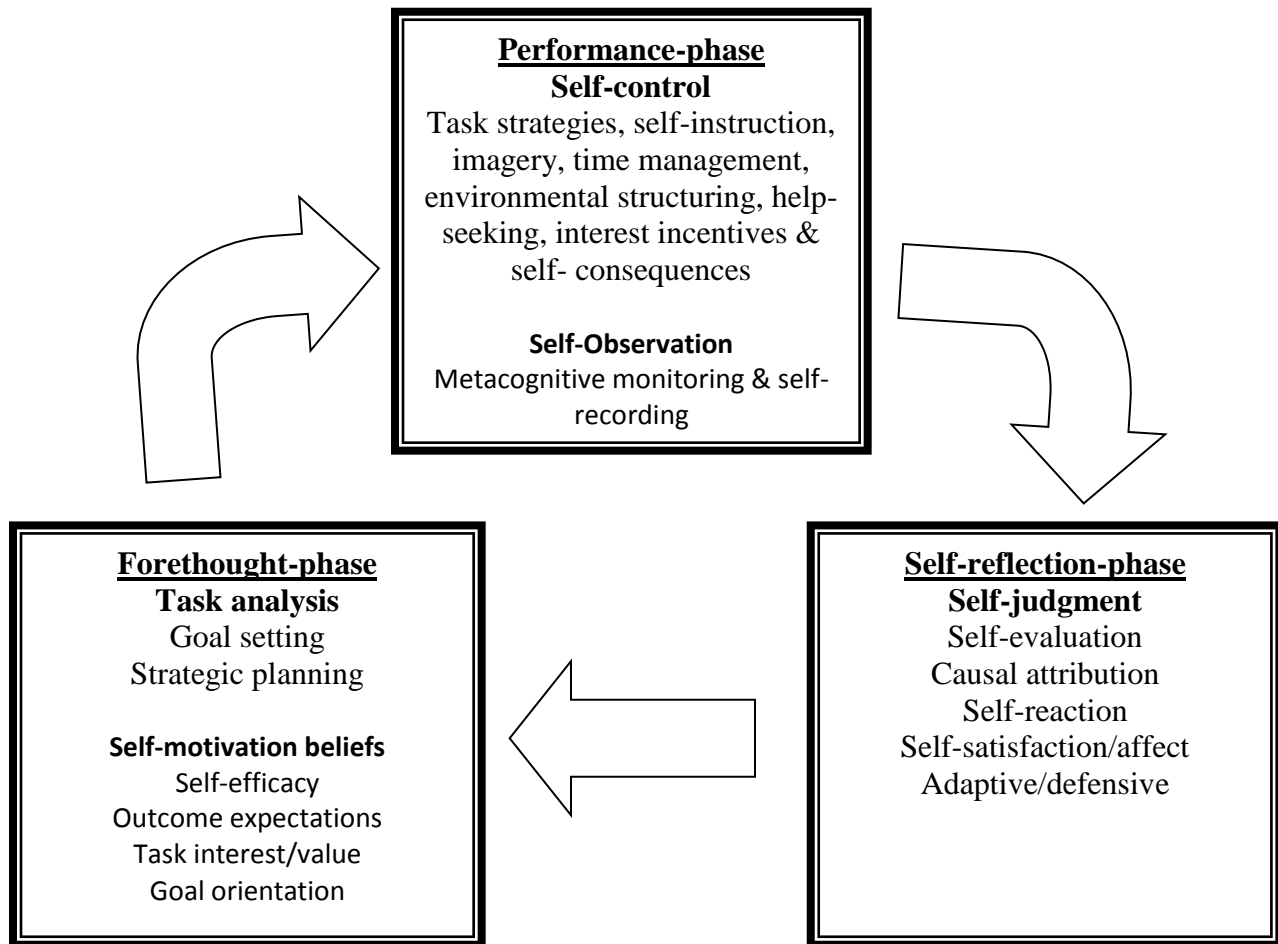 Performance-phase
Self-control
Task strategies, self-instruction,
imagery, time management,
environmental structuring, help-
seeking, interest incentives &
self- consequences
Self-Observation
Metacognitive monitoring & self-
recording
Forethought-phase
Task analysis
Goal setting
Strategic planning
Self-motivation beliefs
Self-efficacy
Outcome expectations
Task interest/value
Goal orientation
Self-reflection-phase
Self-judgment
Self-evaluation
Causal attribution
Self-reaction
Self-satisfaction/affect
Adaptive/defensive